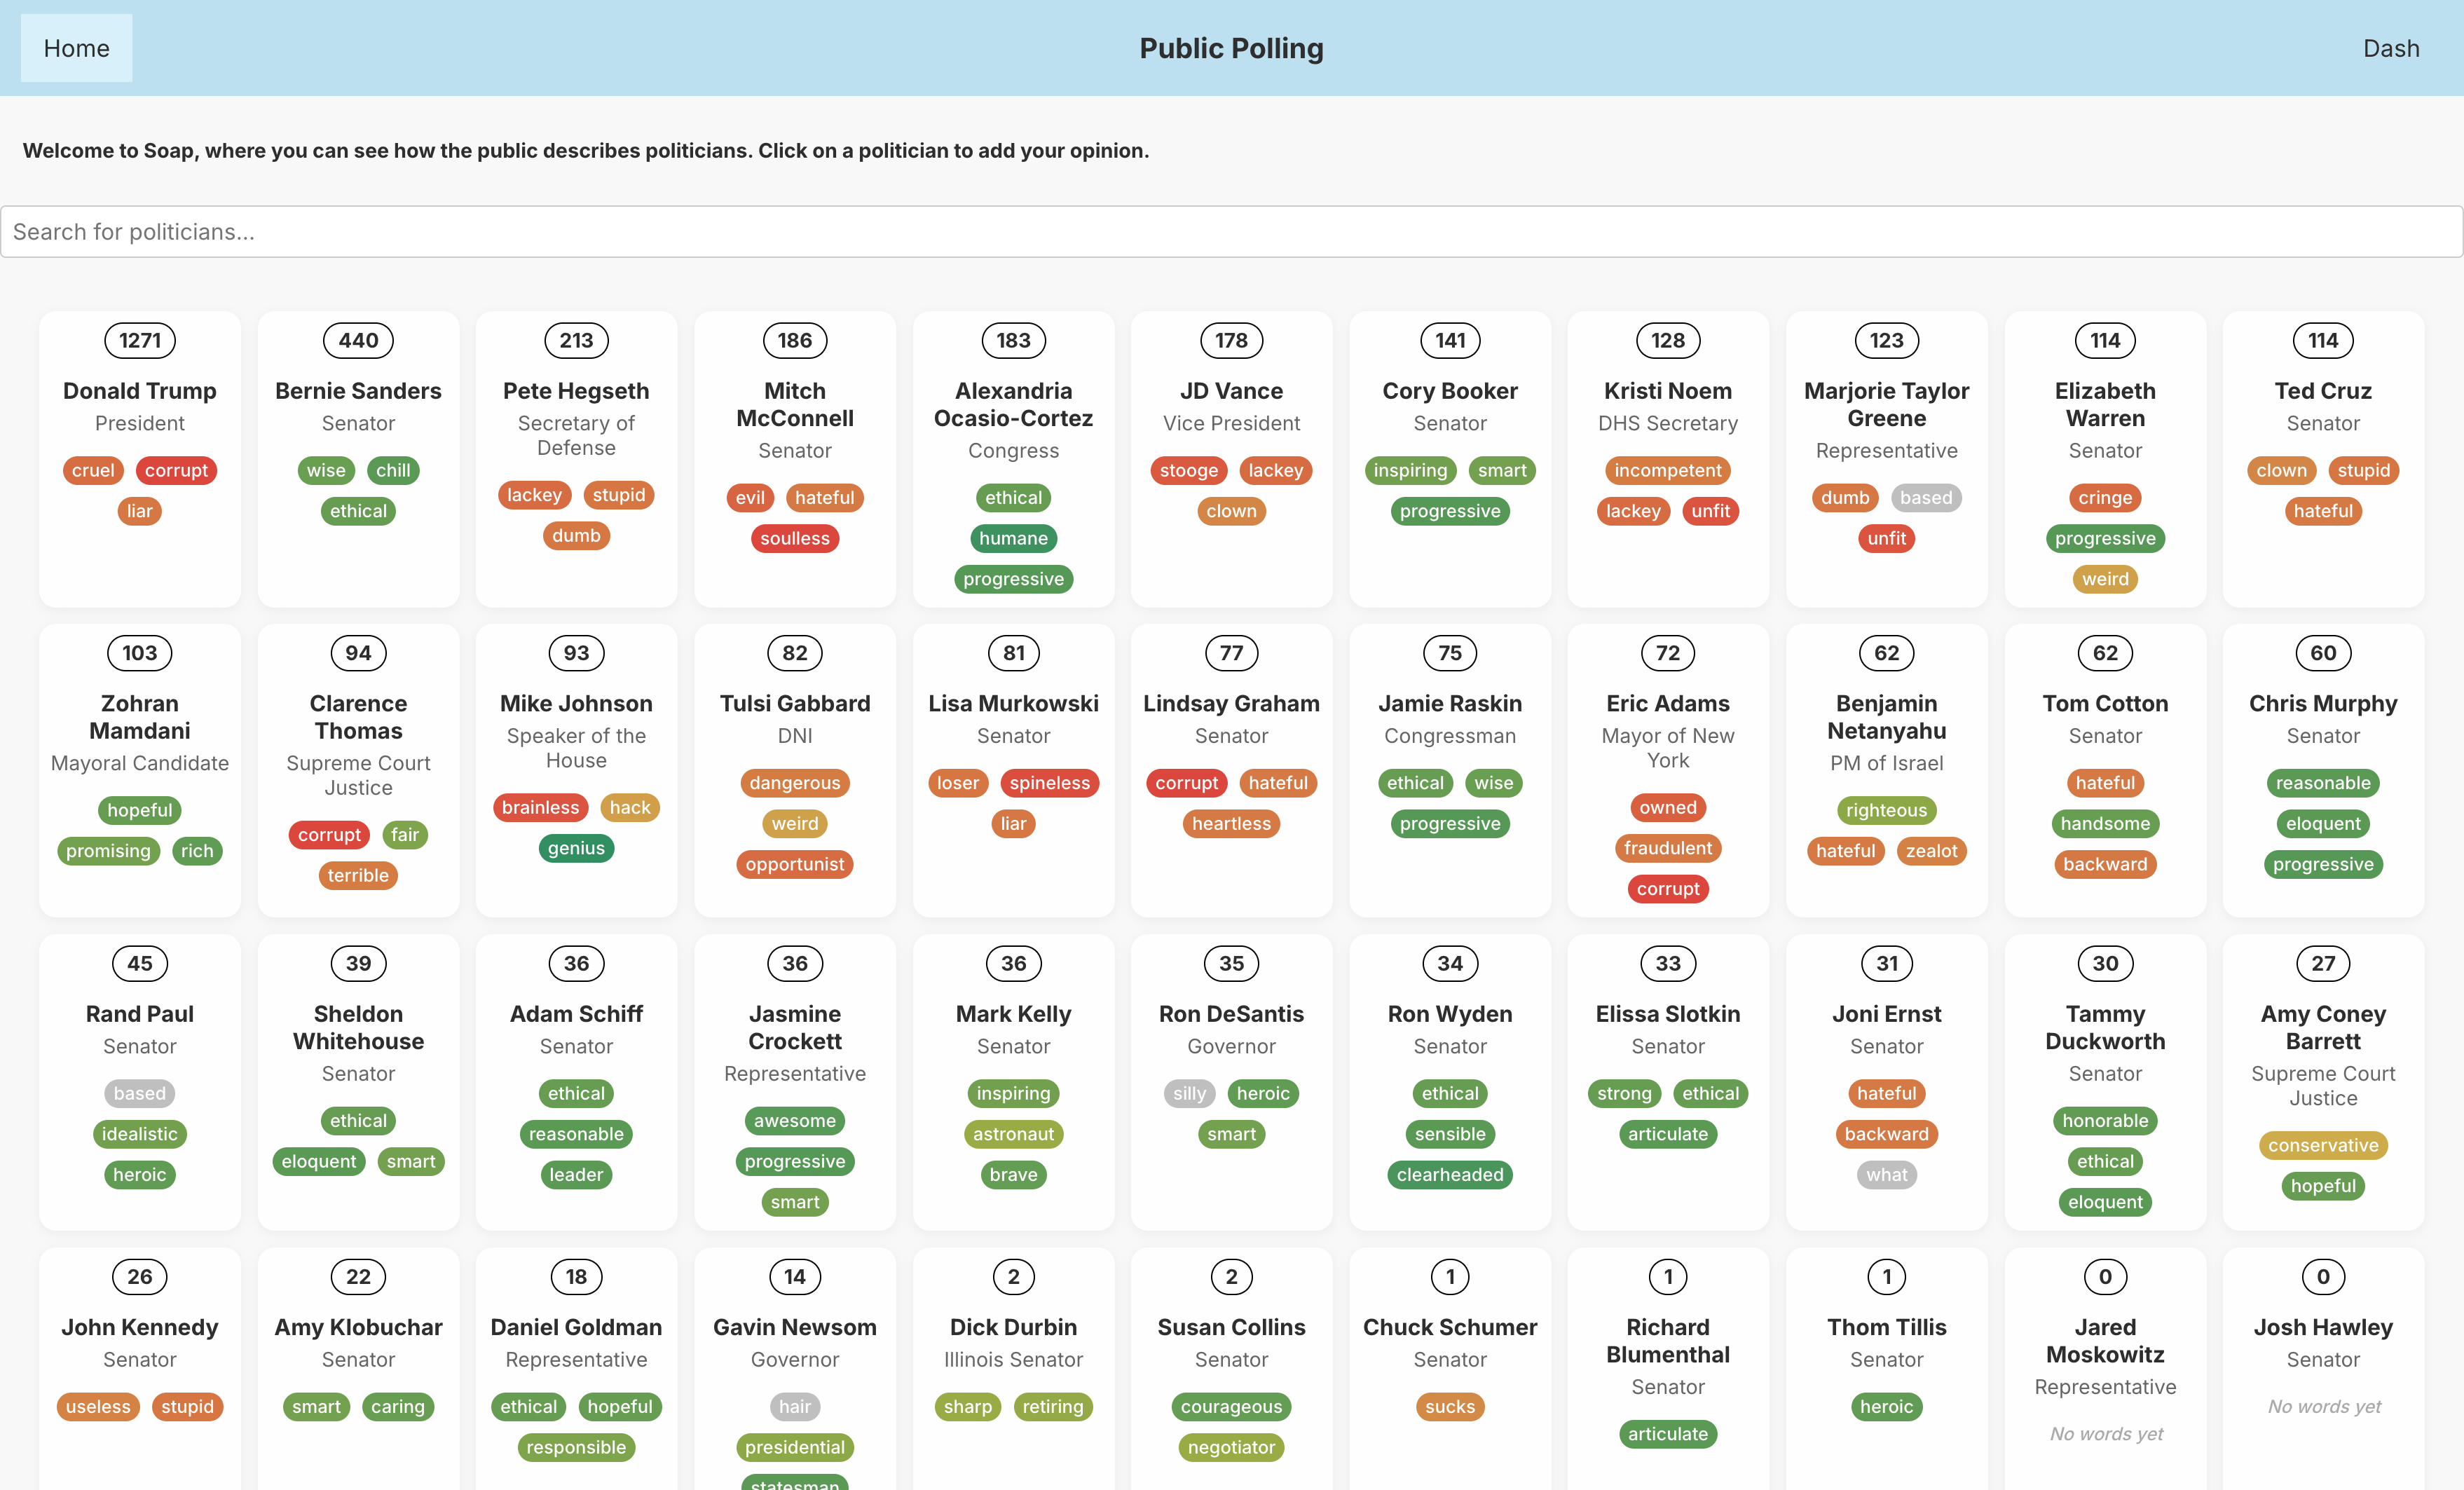 Home
Public Polling
Dash
Welcome to Soap, where you can see how the public describes politicians. Click on a politician to add your opinion.
Search for politicians...
1271
Donald Trump
President
cruel corrupt
liar
440
Bernie Sanders
Senator
wise chill
ethical
213
Pete Hegseth
Secretary of
Defense
lackey stupid
dumb
186
Mitch
McConnell
Senator
evil hateful
soulless
183
Alexandria
Ocasio-Cortez
Congress
ethical
humane
progressive
178
JD Vance
Vice President
stooge lackey
clown
141
Cory Booker
Senator
inspiring smart
progressive
128
Kristi Noem
DHS Secretary
incompetent
lackey unfit
123
Marjorie Taylor
Greene
Representative
dumb based
unfit
114
Elizabeth
Warren
Senator
cringe
progressive
weird
114
Ted Cruz
Senator
clown stupid
hateful
103
Zohran
Mamdani
Mayoral Candidate
hopeful
promising rich
94
Clarence
Thomas
Supreme Court
Justice
corrupt fair
terrible
93
Mike Johnson
Speaker of the
House
brainless hack
genius
82
Tulsi Gabbard
DNI
dangerous
weird
opportunist
81
Lisa Murkowski
Senator
loser spineless
liar
77
Lindsay Graham
Senator
corrupt hateful
heartless
75
Jamie Raskin
Congressman
ethical wise
progressive
72
Eric Adams
Mayor of New
York
owned
fraudulent
corrupt
62
Benjamin
Netanyahu
PM of Israel
righteous
hateful zealot
62
Tom Cotton
Senator
hateful
handsome
backward
60
Chris Murphy
Senator
reasonable
eloquent
progressive
45
Rand Paul
Senator
based
idealistic
heroic
39
Sheldon
Whitehouse
Senator
ethical
eloquent smart
36
Adam Schiff
Senator
ethical
reasonable
leader
36
Jasmine
Crockett
Representative
awesome
progressive
smart
36
Mark Kelly
Senator
inspiring
astronaut
brave
35
Ron DeSantis
Governor
silly heroic
smart
34
Ron Wyden
Senator
ethical
sensible
clearheaded
33
Elissa Slotkin
Senator
strong ethical
articulate
31
Joni Ernst
Senator
hateful
backward
what
30
Tammy
Duckworth
Senator
honorable
ethical
eloquent
27
Amy Coney
Barrett
Supreme Court
Justice
conservative
hopeful
26
John Kennedy
Senator
useless stupid
22
Amy Klobuchar
Senator
smart caring
18
Daniel Goldman
Representative
ethical hopeful
responsible
14
Gavin Newsom
Governor
hair
presidential
statesman
2
Dick Durbin
Illinois Senator
sharp retiring
2
Susan Collins
Senator
courageous
negotiator
1
Chuck Schumer
Senator
sucks
1
Richard
Blumenthal
Senator
articulate
1
Thom Tillis
Senator
heroic
0
Jared
Moskowitz
Representative
No words yet
0
Josh Hawley
Senator
No words yet